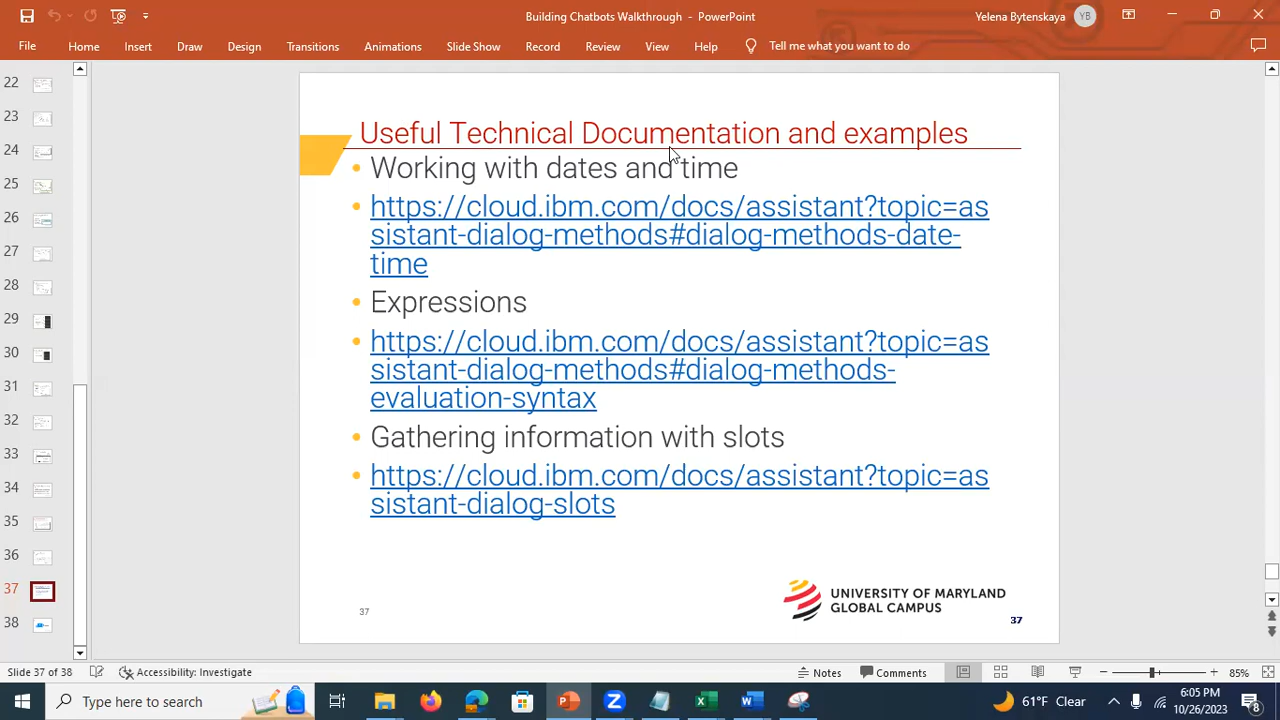 Building Chatbots Walkthrough - PowerPoint
Yelena Bytenskaya
YB
File
Home
Insert
Draw
Design
Transitions
Animations
Slide Show
Record
Review
View
Help
Tell me what you want to do
22
23
24
25
26
27
28
29
30
31
32
33
34
35
36
37
38
Useful Technical Documentation and examples
• Working with dates and time
• https://cloud.ibm.com/docs/assistant?topic=as
sistant-dialog-methods#dialog-methods-date-
time
• Expressions
• https://cloud.ibm.com/docs/assistant?topic=as
sistant-dialog-methods#dialog-methods-
evaluation-syntax
• Gathering information with slots
• https://cloud.ibm.com/docs/assistant?topic=as
sistant-dialog-slots
37
UNIVERSITY OF MARYLAND
GLOBAL CAMPUS
37
Slide 37 of 38
Accessibility: Investigate
Notes
Comments
85%
Type here to search
61°F Clear
6:05 PM
10/26/2023
8